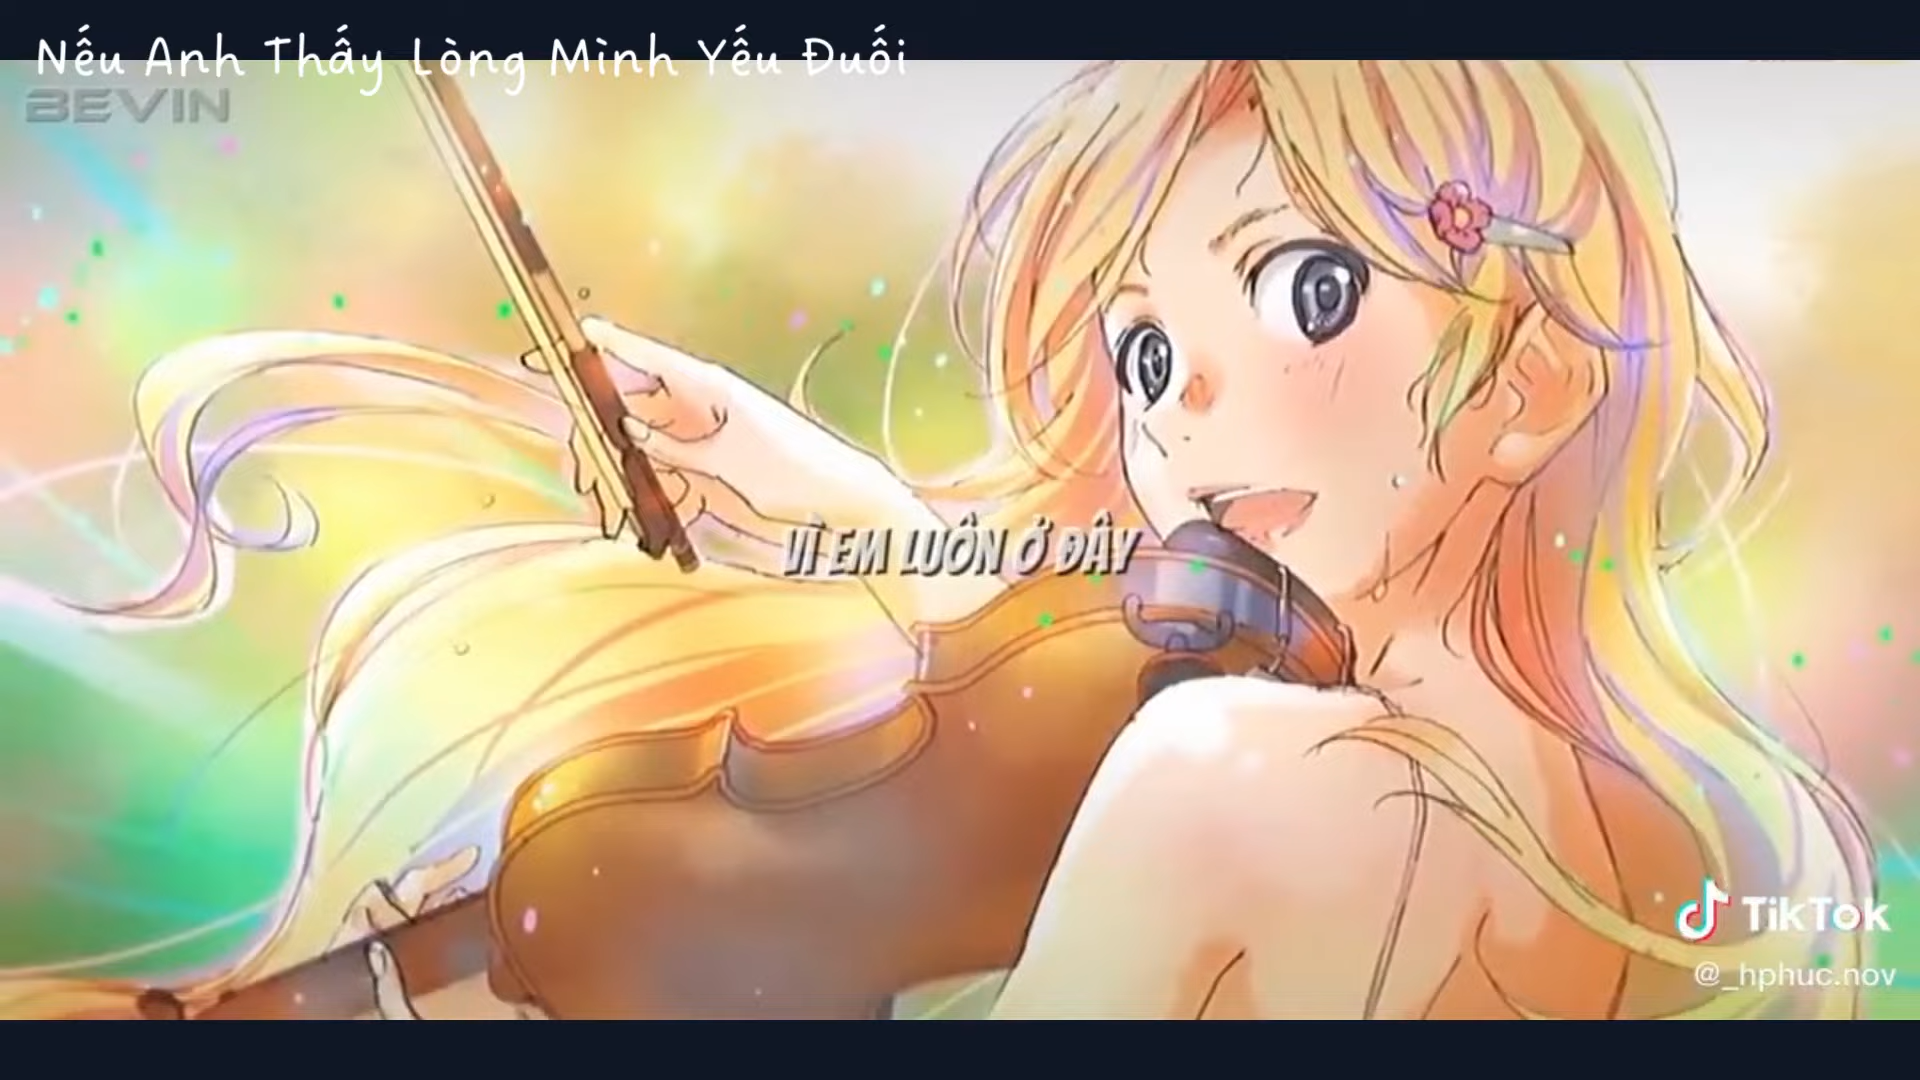 Nếu Anh Thấy Lòng Mình Yếu Đuối
BEVIN
VÌ EM LUÔN Ở ĐÂY
TikTok
@_hphuc.nov